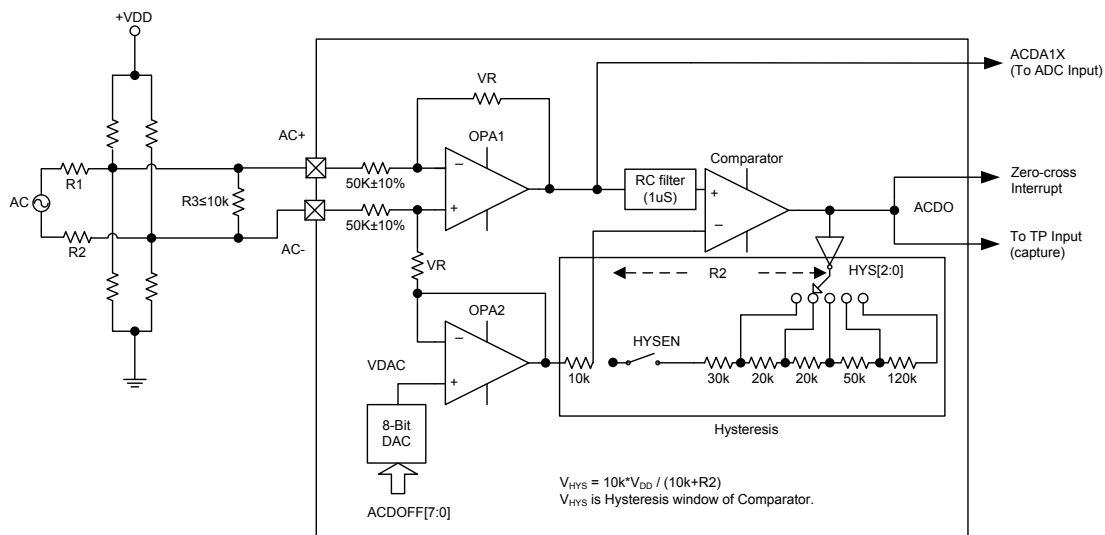 +VDD
ACDA1X
(To ADC Input)
VR
AC+
OPA1
Comparator
50K±10%
RC filter
(1uS)
R1
AC
R3≤10k
Zero-cross
Interrupt
ACDO
50K±10%
R2
AC-
To TP Input
(capture)
VR
R2
HYS[2:0]
OPA2
HYSEN
VDAC
10k
30k
20k
20k
50k
120k
8-Bit
DAC
Hysteresis
VHYS = 10k*VDD / (10k+R2)
VHYS is Hysteresis window of Comparator.
ACDOFF[7:0]